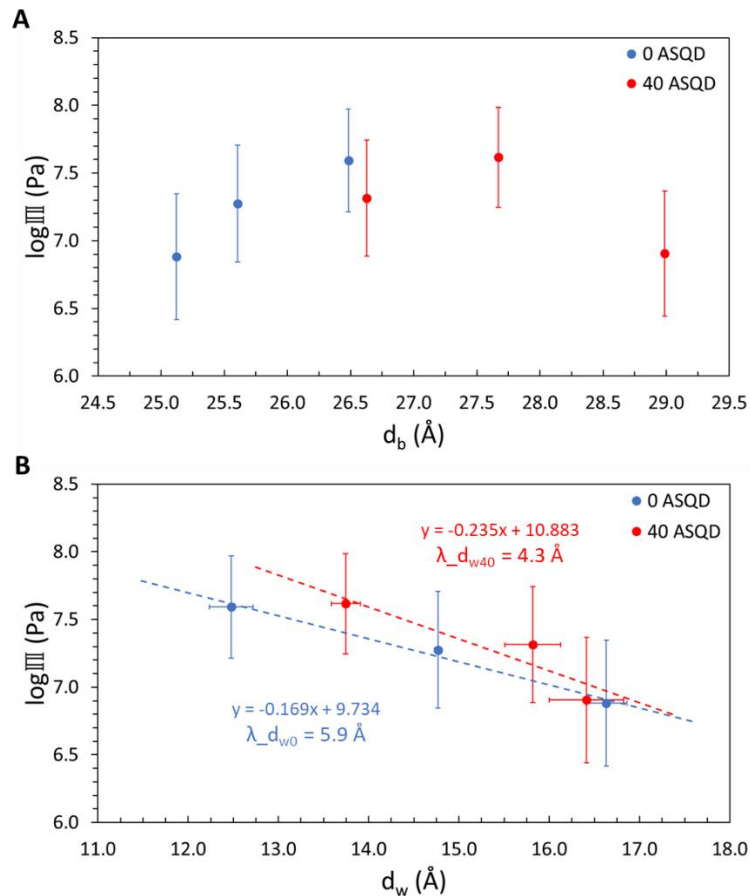 A
8.5
8.0
7.5
7.0
6.5
6.0
logℿ (Pa)
0 ASQD
40 ASQD
24.5 25.0 25.5 26.0 26.5 27.0 27.5 28.0 28.5 29.0 29.5
d_b (Å)
B
8.5
8.0
7.5
7.0
6.5
6.0
logℿ (Pa)
0 ASQD
40 ASQD
y = -0.235x + 10.883
λ_d_w40 = 4.3 Å
y = -0.169x + 9.734
λ_d_w0 = 5.9 Å
11.0 12.0 13.0 14.0 15.0 16.0 17.0 18.0
d_w (Å)